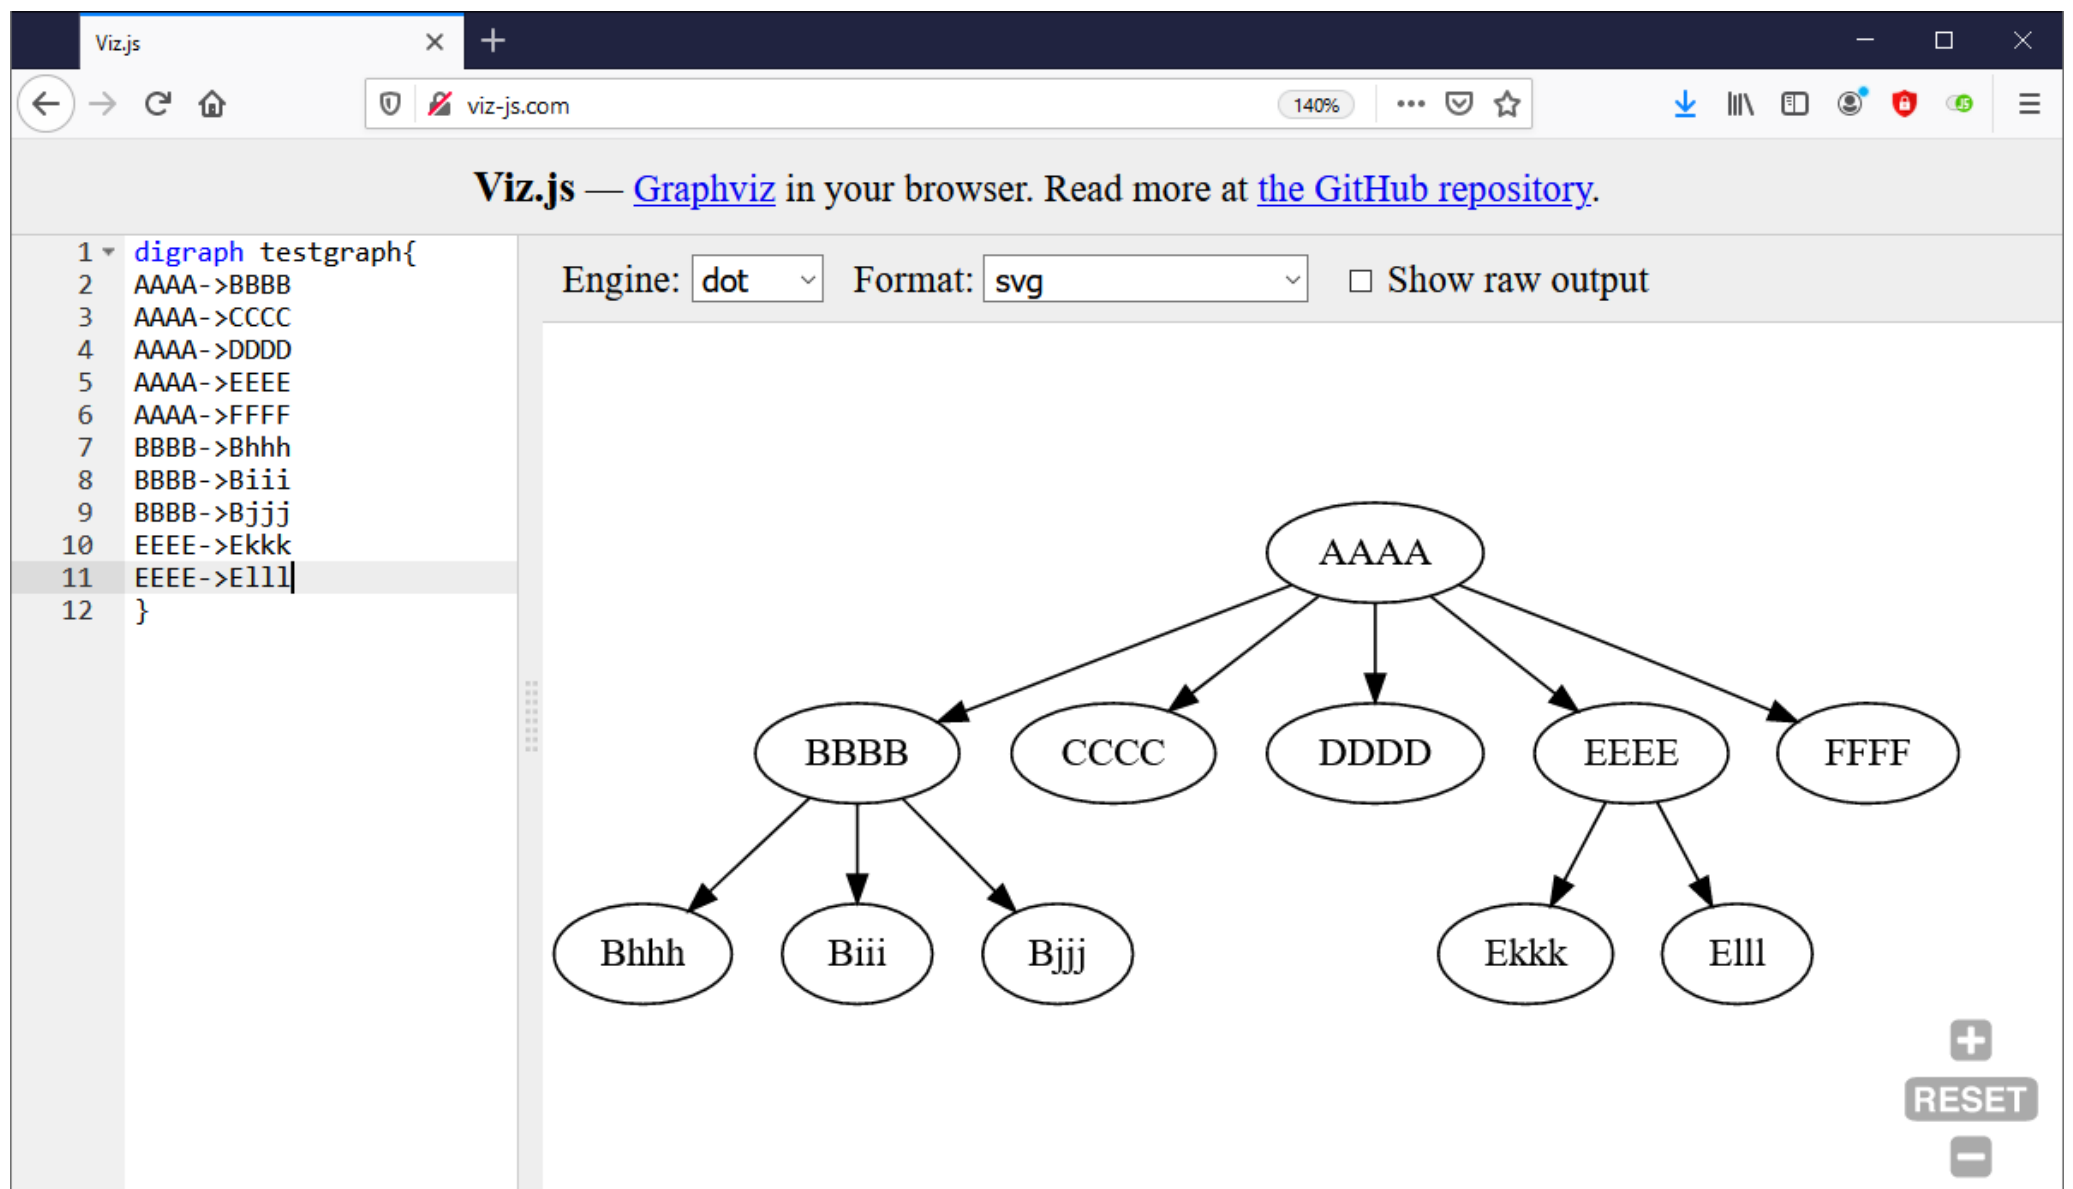 Viz.js
viz-js.com 140%
Viz.js — Graphviz in your browser. Read more at the GitHub repository.
1 digraph testgraph{
2 AAAA->BBBB
3 AAAA->CCCC
4 AAAA->DDDD
5 AAAA->EEEE
6 AAAA->FFFF
7 BBBB->Bhhh
8 BBBB->Biii
9 BBBB->Bjjj
10 EEEE->Ekkk
11 EEEE->Elll
12 }
Engine: dot Format: svg Show raw output
AAAA
BBBB CCCC DDDD EEEE FFFF
Bhhh Biii Bjjj Ekkk Elll
RESET